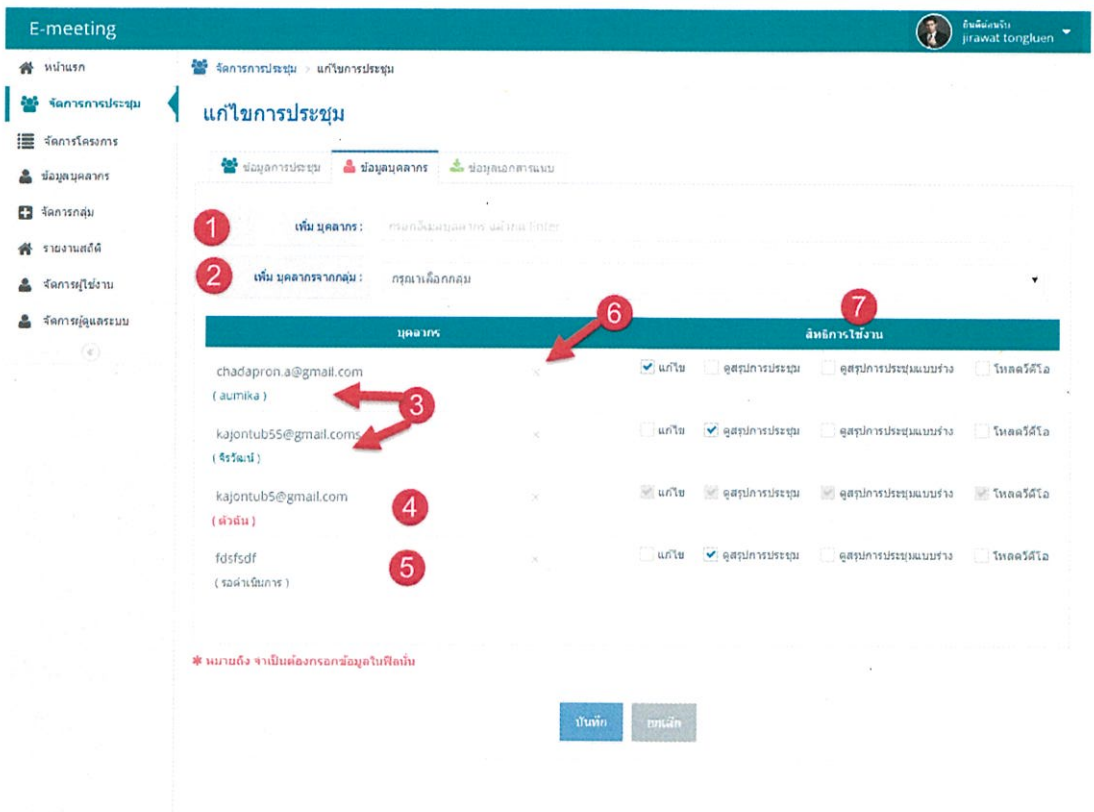 E-meeting
ยินดีต้อนรับ
jirawat tongluen
หน้าแรก
จัดการการประชุม
จัดการโครงการ
ข้อมูลบุคลากร
จัดการกลุ่ม
รายงานสถิติ
จัดการผู้ใช้งาน
จัดการผู้ดูแลระบบ
จัดการการประชุม > แก้ไขการประชุม
แก้ไขการประชุม
ข้อมูลการประชุม ข้อมูลบุคลากร ข้อมูลเอกสารแนบ
1 เพิ่ม บุคลากร : กรอกอีเมลบุคลากร แล้วกด Enter
2 เพิ่ม บุคลากรจากกลุ่ม : กรุณาเลือกกลุ่ม
6 7
บุคลากร สิทธิการใช้งาน
chadapron.a@gmail.com × แก้ไข ดูสรุปการประชุม ดูสรุปการประชุมแบบร่าง โหลดวีดีโอ
( aumika )
3
kajontub55@gmail.coms × แก้ไข ดูสรุปการประชุม ดูสรุปการประชุมแบบร่าง โหลดวีดีโอ
( จิรวัฒน์ )
kajontub5@gmail.com 4 × แก้ไข ดูสรุปการประชุม ดูสรุปการประชุมแบบร่าง โหลดวีดีโอ
( ตัวฉัน )
fdsfsdf 5 × แก้ไข ดูสรุปการประชุม ดูสรุปการประชุมแบบร่าง โหลดวีดีโอ
( รอดำเนินการ )
✱ หมายถึง จำเป็นต้องกรอกข้อมูลในฟิลนั้น
บันทึก ยกเลิก